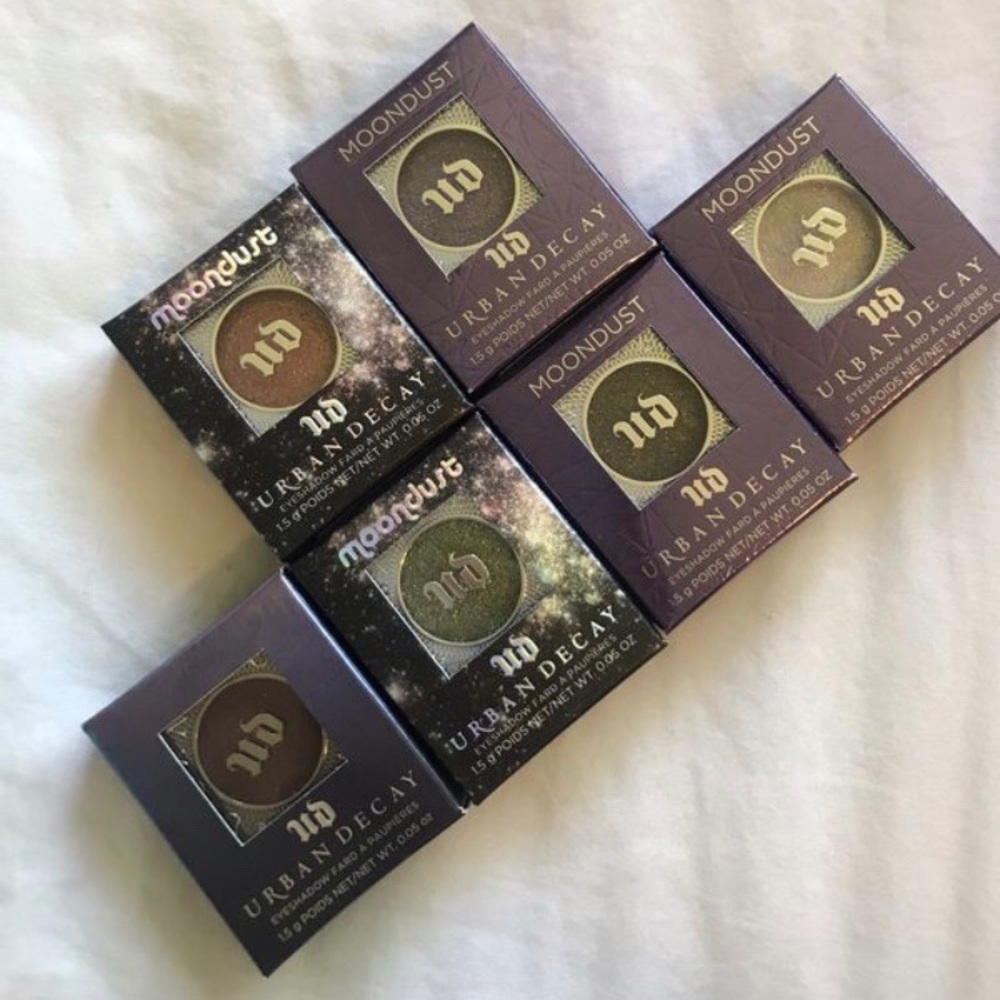 MOONDUST
ud
ud
URBAN DECAY
EYESHADOW FARD À PAUPIÈRES
1.5 g POIDS NET/NET WT. 0.05 OZ
MOONDUST
ud
ud
URBAN DECAY
EYESHADOW FARD À PAUPIÈRES
1.5 g POIDS NET/NET WT. 0.05 OZ
moondust
ud
ud
URBAN DECAY
EYESHADOW FARD À PAUPIÈRES
1.5 g POIDS NET/NET WT. 0.05 OZ
MOONDUST
ud
ud
URBAN DECAY
EYESHADOW FARD À PAUPIÈRES
1.5 g POIDS NET/NET WT. 0.05 OZ
moondust
ud
ud
URBAN DECAY
EYESHADOW FARD À PAUPIÈRES
1.5 g POIDS NET/NET WT. 0.05 OZ
ud
ud
URBAN DECAY
EYESHADOW FARD À PAUPIÈRES
1.5 g POIDS NET/NET WT. 0.05 OZ